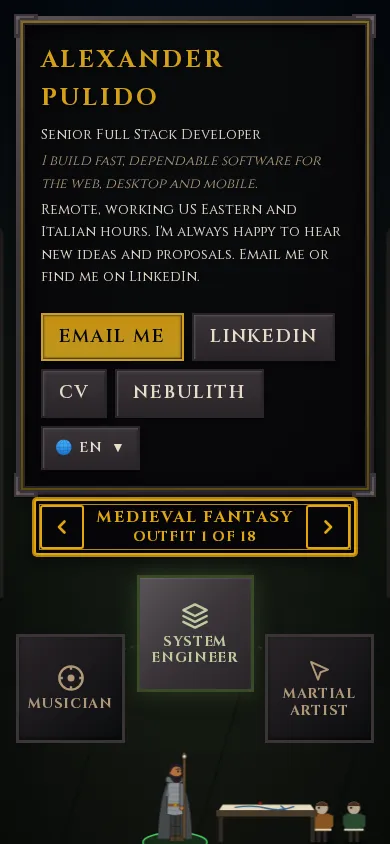 ALEXANDER
PULIDO
SENIOR FULL STACK DEVELOPER
I BUILD FAST, DEPENDABLE SOFTWARE FOR
THE WEB, DESKTOP AND MOBILE.
REMOTE, WORKING US EASTERN AND
ITALIAN HOURS. I'M ALWAYS HAPPY TO HEAR
NEW IDEAS AND PROPOSALS. EMAIL ME OR
FIND ME ON LINKEDIN.
EMAIL ME
LINKEDIN
CV
NEBULITH
EN
MEDIEVAL FANTASY
OUTFIT 1 OF 18
SYSTEM
ENGINEER
MUSICIAN
MARTIAL
ARTIST